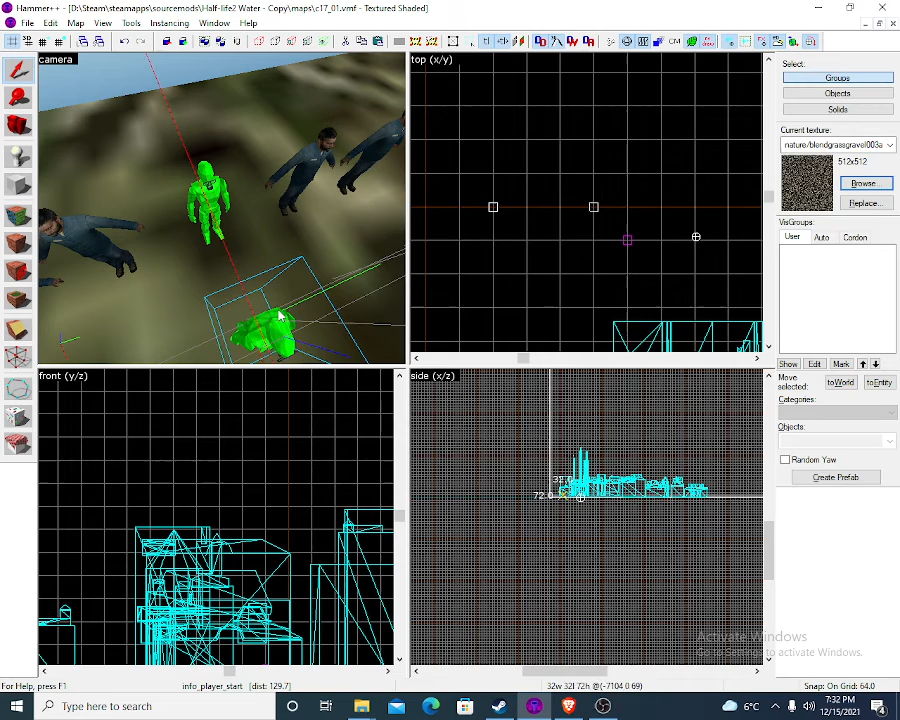 Hammer++ - [D:\Steam\steamapps\sourcemods\Half-life2 Water - Copy\maps\c17_01.vmf - Textured Shaded]
File Edit Map View Tools Instancing Window Help
camera
top (x/y)
front (y/z)
side (x/z)
72.0
Select:
Groups
Objects
Solids
Current texture:
nature/blendgrassgravel003a
512x512
Browse...
Replace...
VisGroups:
User Auto Cordon
Show Edit Mark
Move selected: toWorld toEntity
Categories:
Objects:
Random Yaw
Create Prefab
Activate Windows
Go to Settings to activate Windows.
For Help, press F1 info_player_start [dist: 129.7] 32w 32l 72h @(-7104 0 69) Snap: On Grid: 64.0
Type here to search
6°C
7:32 PM
12/15/2021
4